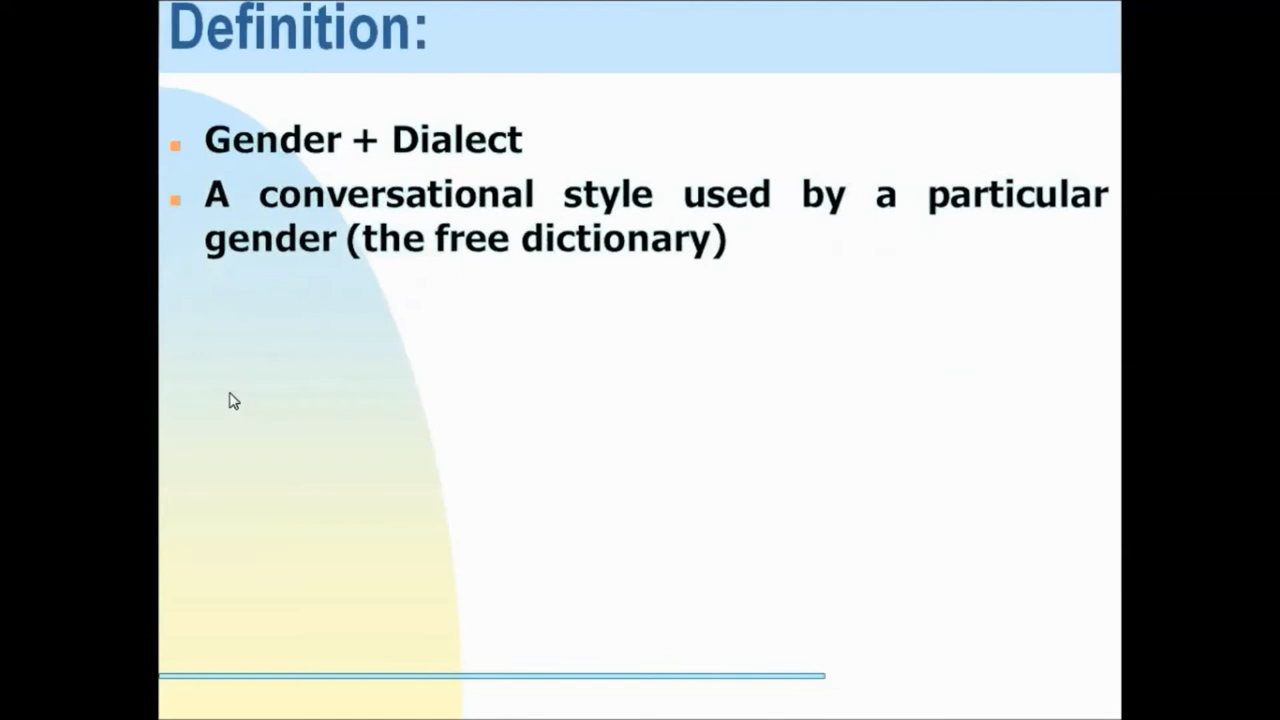 Definition:
Gender + Dialect
A conversational style used by a particular
gender (the free dictionary)